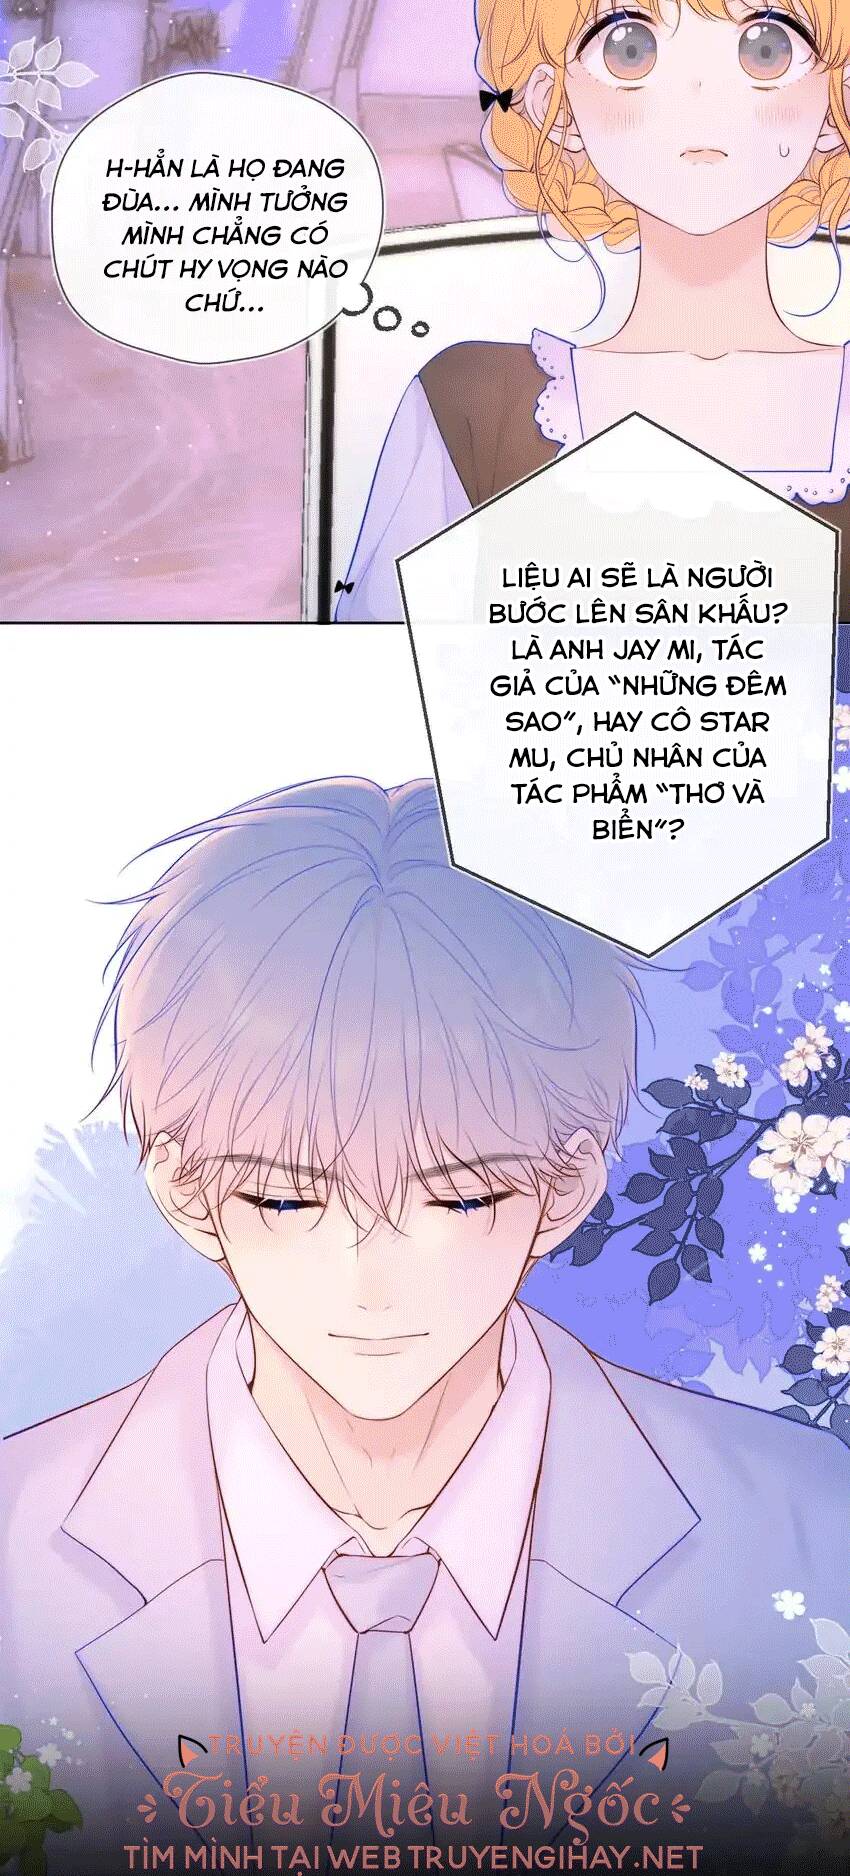 H-HẲN LÀ HỌ ĐANG
ĐÙA... MÌNH TƯỞNG
MÌNH CHẲNG CÓ
CHÚT HY VỌNG NÀO
CHỨ...
LIỆU AI SẼ LÀ NGƯỜI
BƯỚC LÊN SÂN KHẤU?
LÀ ANH JAY MI, TÁC
GIẢ CỦA "NHỮNG ĐÊM
SAO", HAY CÔ STAR
MU, CHỦ NHÂN CỦA
TÁC PHẨM "THƠ VÀ
BIỂN"?
TRUYỆN ĐƯỢC VIỆT HOÁ BỞI
Tiểu Miêu Ngốc
TÌM MÌNH TẠI WEB TRUYENGIHAY.NET